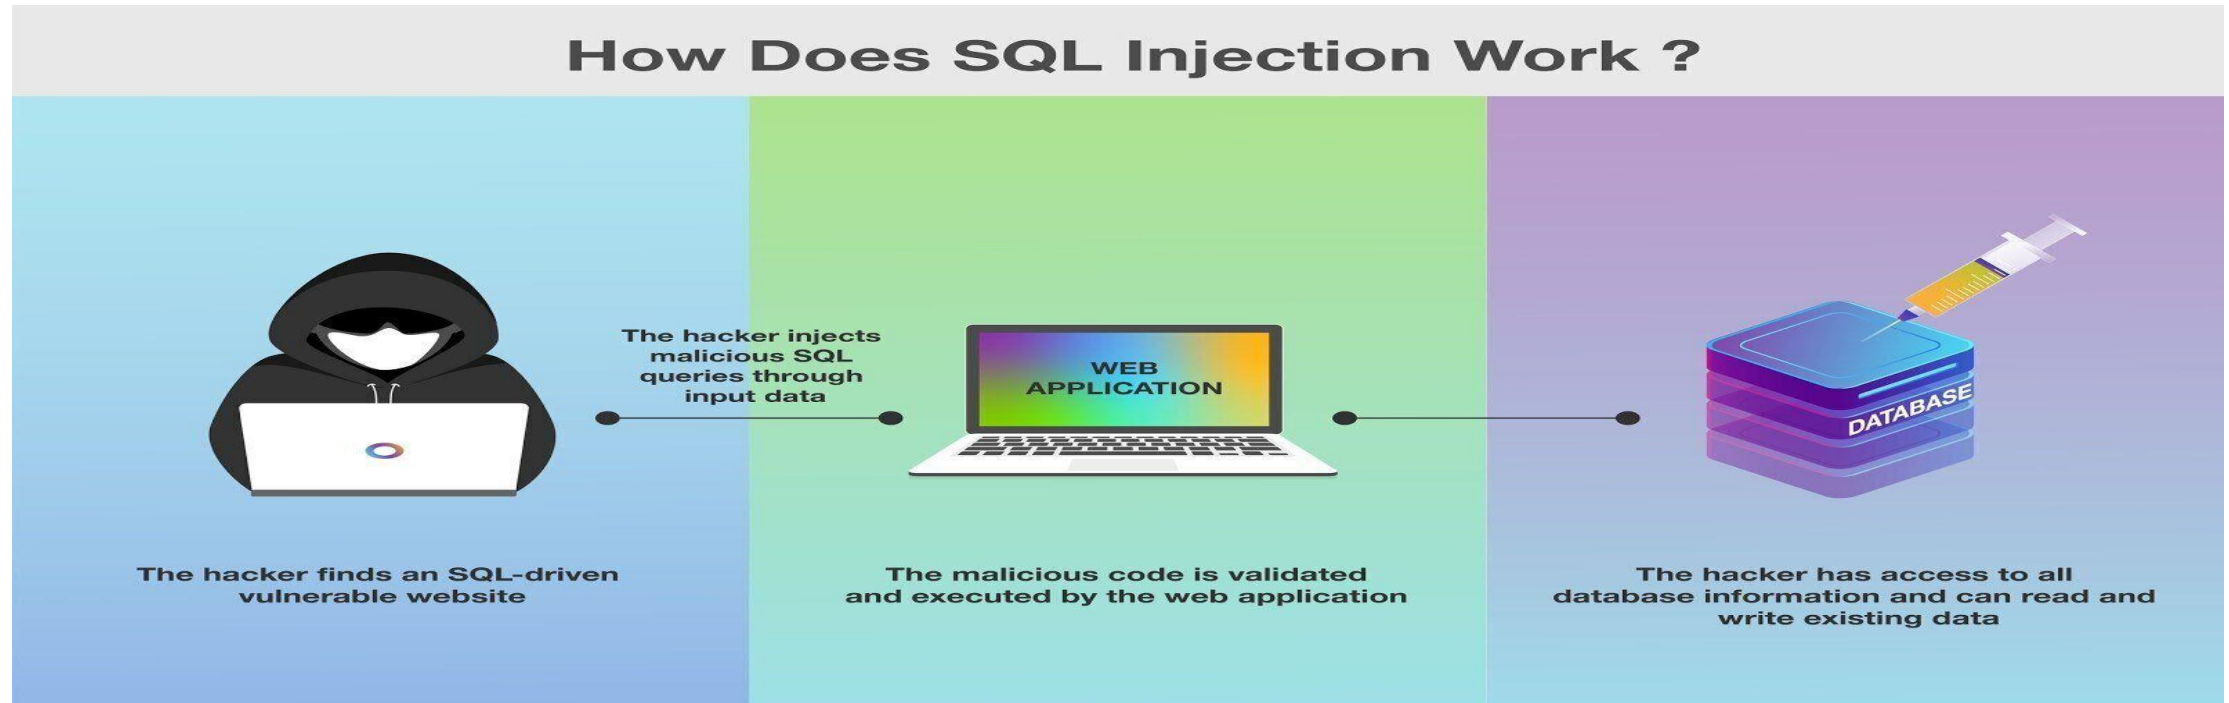 How Does SQL Injection Work ?
The hacker injects
malicious SQL
queries through
input data
WEB
APPLICATION
DATABASE
The hacker finds an SQL-driven
vulnerable website
The malicious code is validated
and executed by the web application
The hacker has access to all
database information and can read and
write existing data